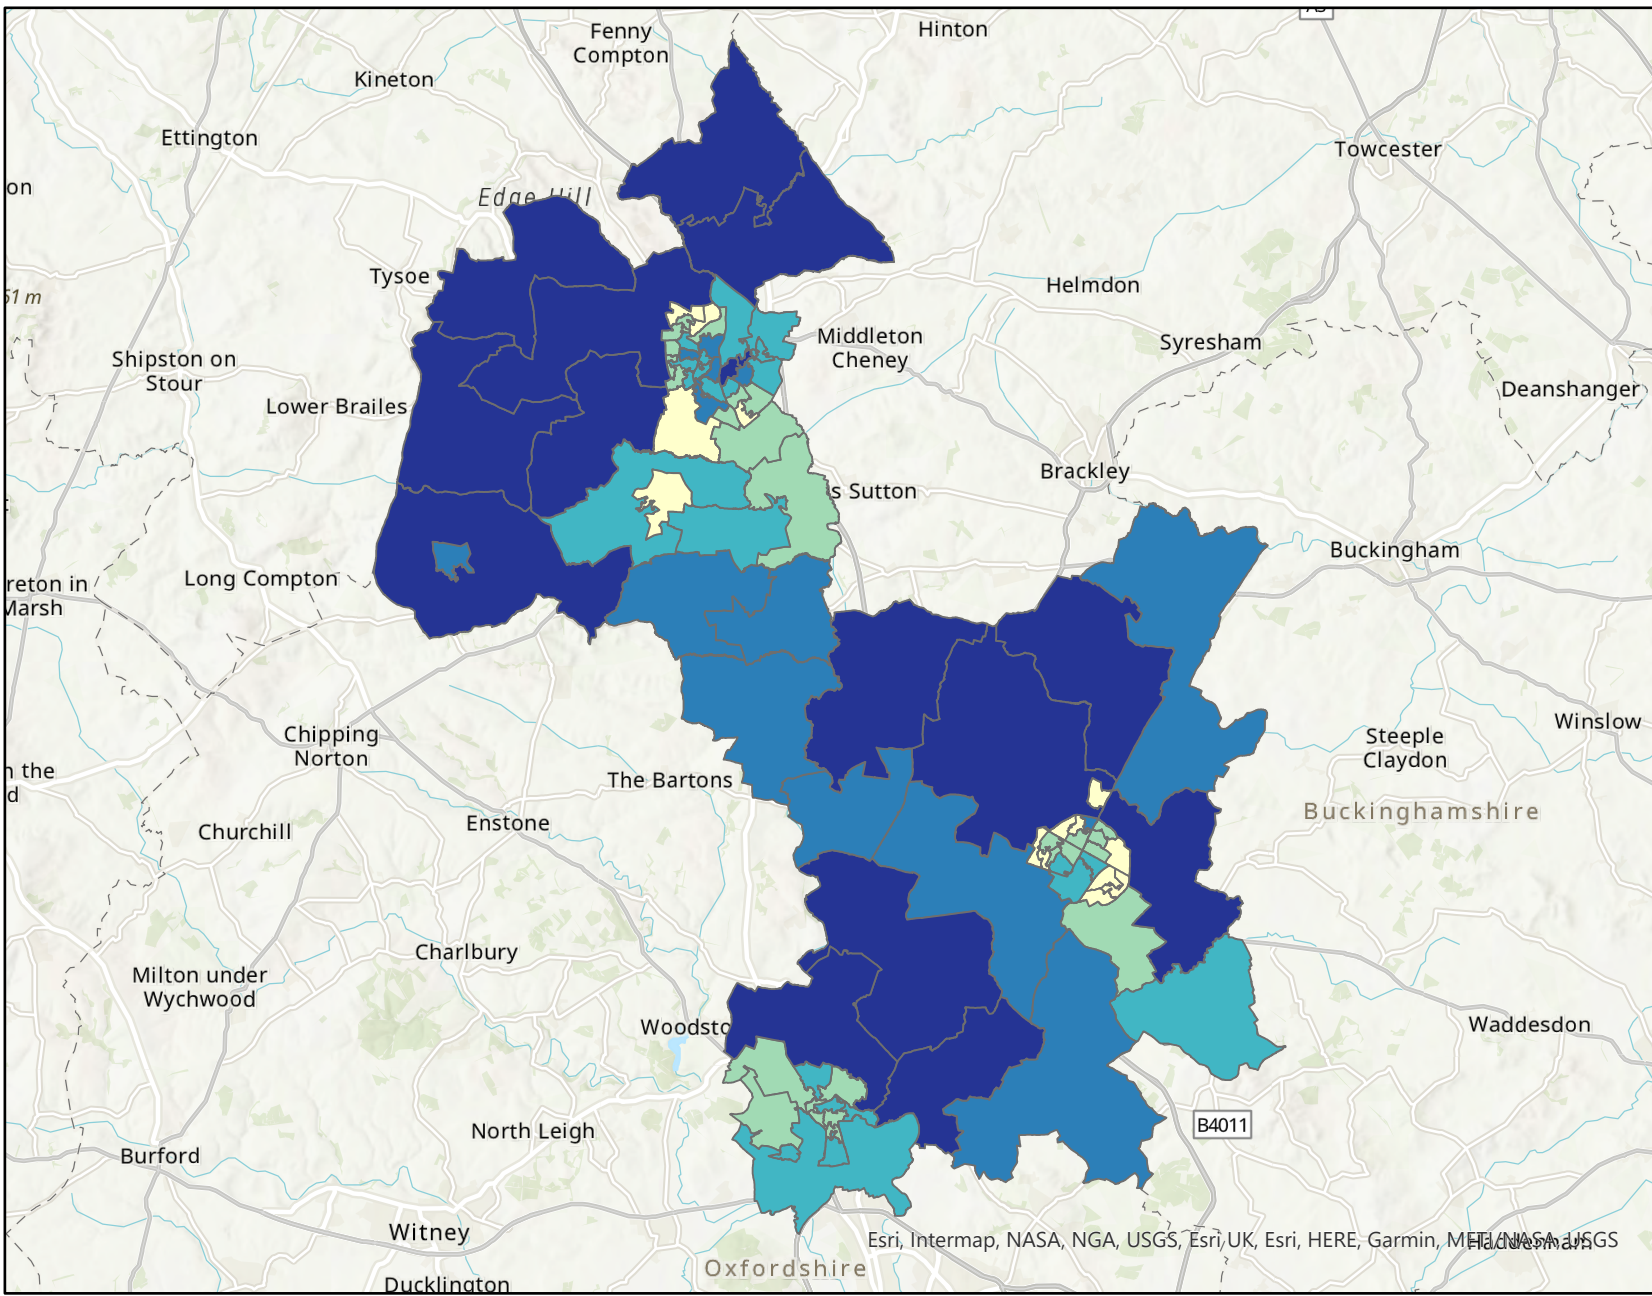 A5
Fenny
Compton
Hinton
Kineton
Ettington
Towcester
on
Edge Hill
Tysoe
Helmdon
51 m
Middleton
Cheney
Syresham
Shipston on
Stour
Deanshanger
Lower Brailes
Brackley
s Sutton
Buckingham
Long Compton
reton in
Marsh
Winslow
Chipping
Norton
Steeple
Claydon
n the
d
The Bartons
Buckinghamshire
Churchill
Enstone
Charlbury
Milton under
Wychwood
Woodsto
Waddesdon
B4011
North Leigh
Burford
Witney
Esri, Intermap, NASA, NGA, USGS, Esri UK, Esri, HERE, Garmin, METI/NASA, USGS
Haddenham
Oxfordshire
Ducklington